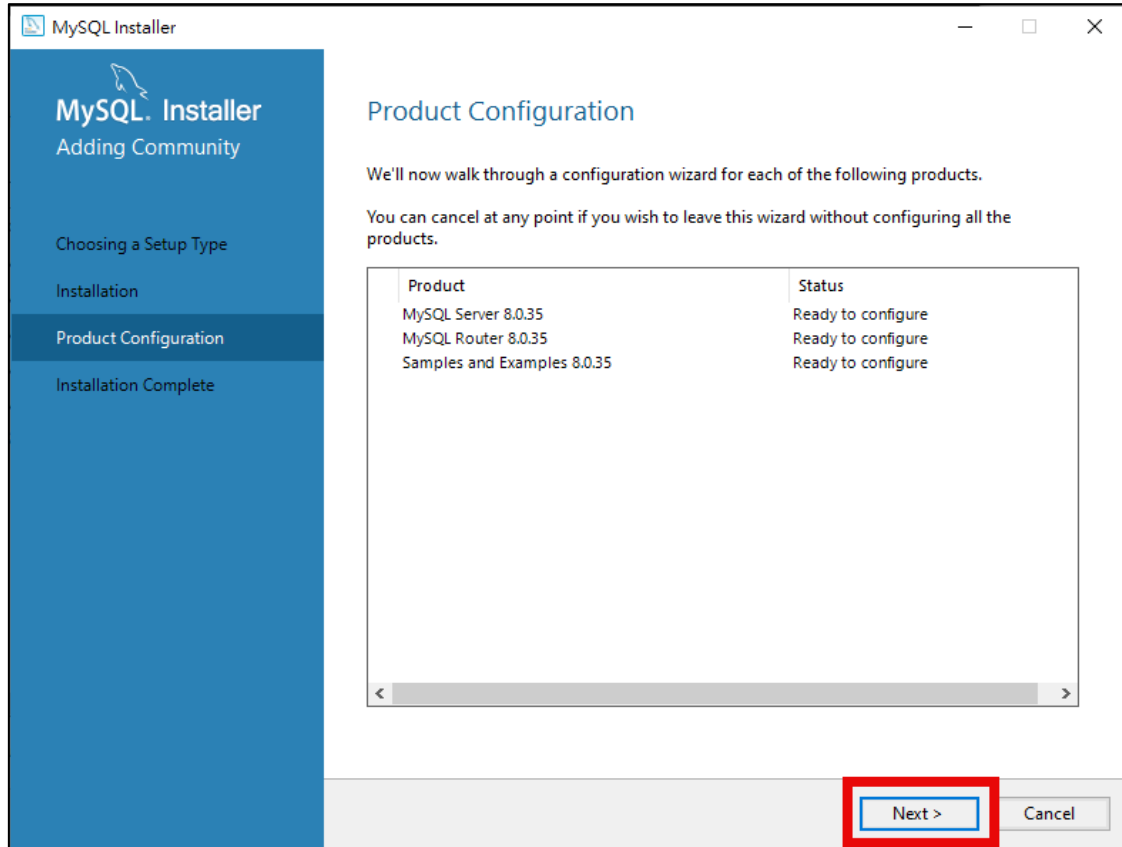 MySQL Installer
MySQL. Installer
Adding Community
Choosing a Setup Type
Installation
Product Configuration
Installation Complete
Product Configuration
We'll now walk through a configuration wizard for each of the following products.
You can cancel at any point if you wish to leave this wizard without configuring all the
products.
Product Status
MySQL Server 8.0.35 Ready to configure
MySQL Router 8.0.35 Ready to configure
Samples and Examples 8.0.35 Ready to configure
Next > Cancel